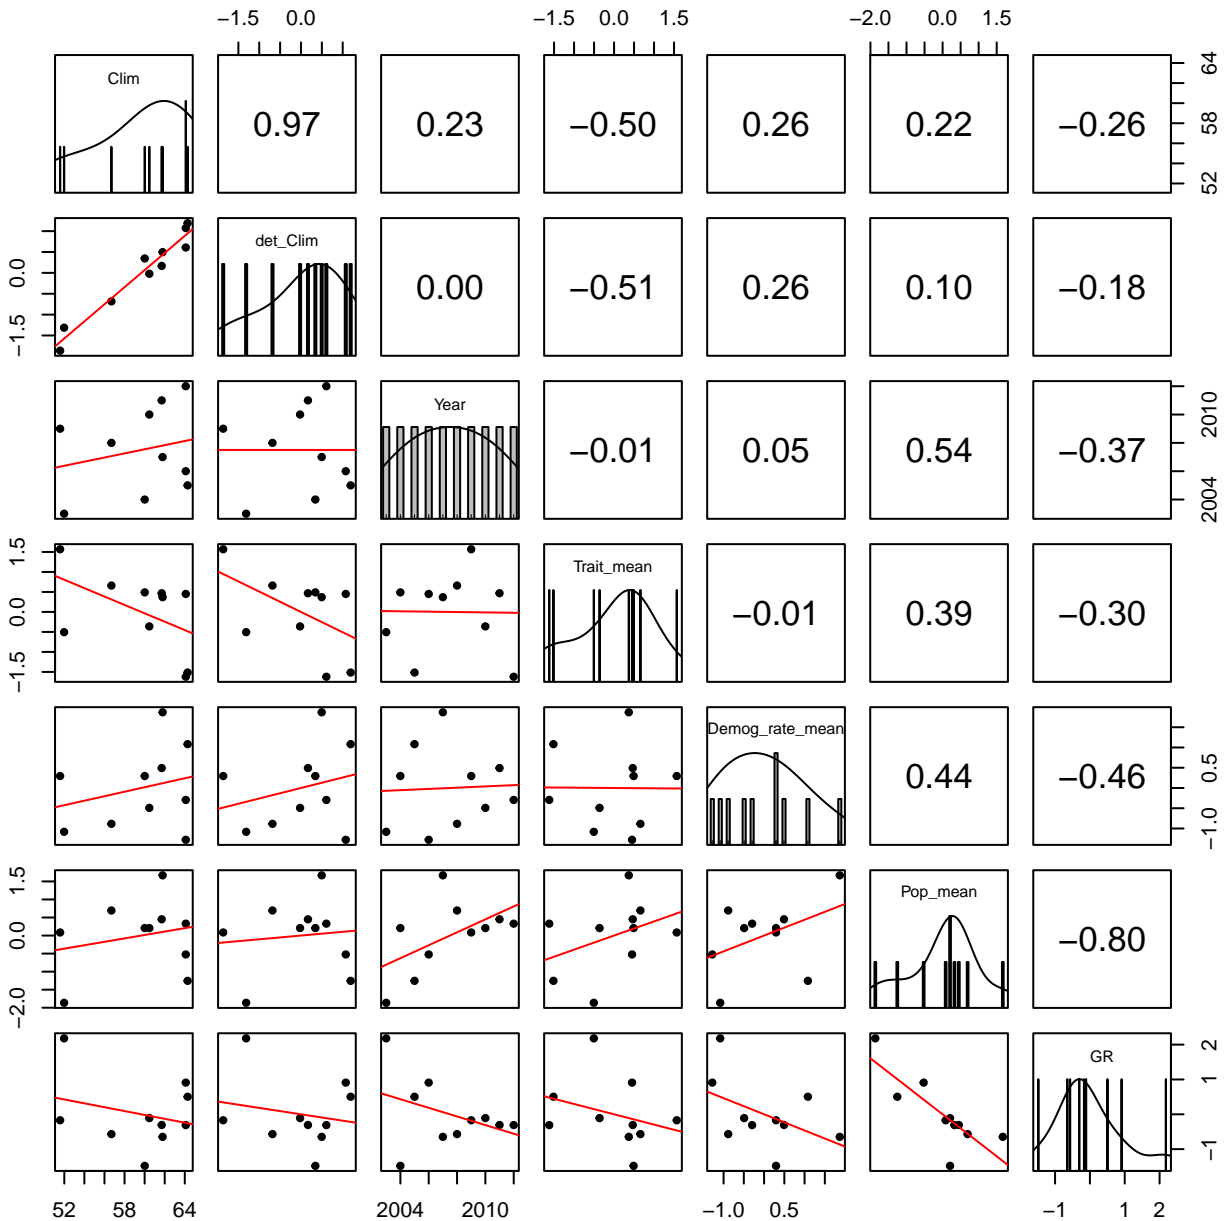 −1.5 0.0 −1.5 0.0 1.5 −2.0 0.0 1.5
Clim 0.97 0.23 −0.50 0.26 0.22 −0.26 52 58 64
0.0 −1.5 det_Clim 0.00 −0.51 0.26 0.10 −0.18
Year −0.01 0.05 0.54 −0.37 2004 2010
1.5 0.0 −1.5 Trait_mean −0.01 0.39 −0.30
Demog_rate_mean 0.44 −0.46 0.5 −1.0
1.5 0.0 −2.0 Pop_mean −0.80
GR 2 1 −1
52 58 64 2004 2010 −1.0 0.5 −1 1 2